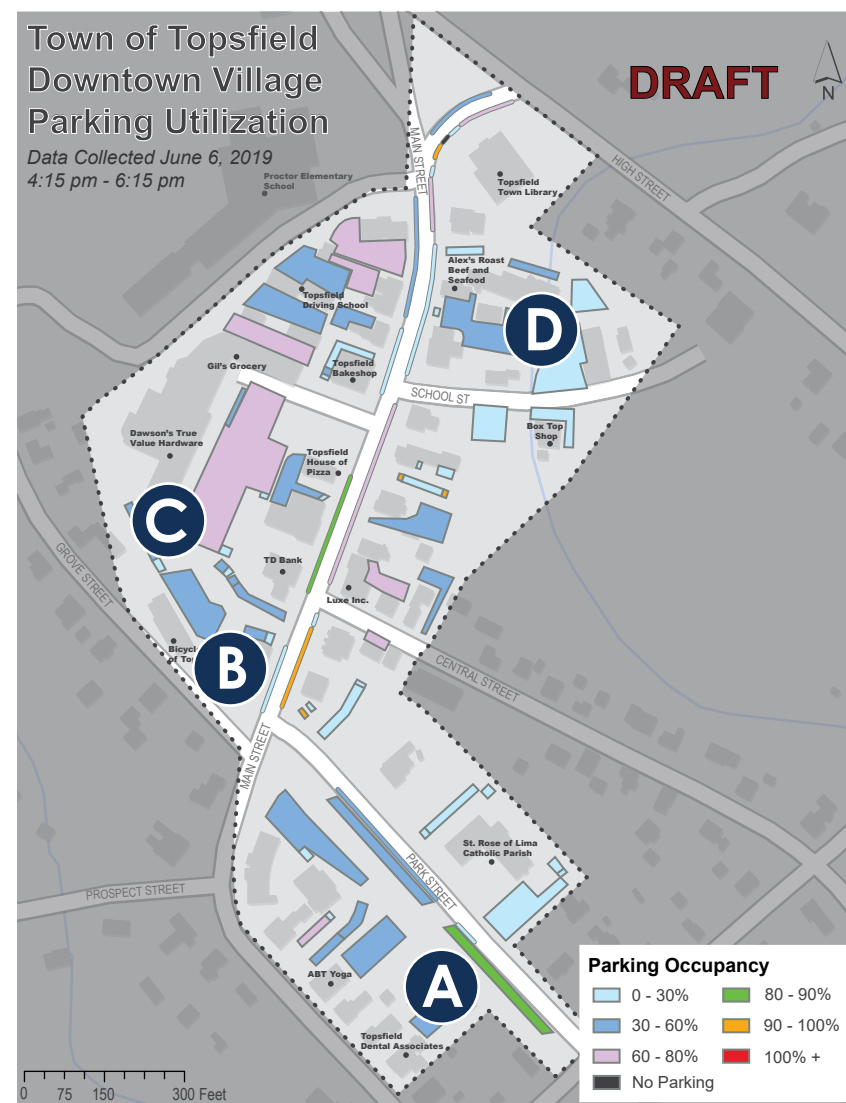 Town of Topsfield
Downtown Village
Parking Utilization
Data Collected June 6, 2019
4:15 pm - 6:15 pm
DRAFT
N
Proctor Elementary
School
MAIN STREET
HIGH STREET
Topsfield
Town Library
Alex's Roast
Beef and
Seafood
Topsfield
Driving School
D
Gil's Grocery
Topsfield
Bakeshop
SCHOOL ST
Box Top
Shop
Dawson's True
Value Hardware
Topsfield
House of
Pizza
C
GROVE STREET
TD Bank
Luxe Inc.
B
CENTRAL STREET
MAIN STREET
St. Rose of Lima
Catholic Parish
PARK STREET
PROSPECT STREET
ABT Yoga
A
Topsfield
Dental Associates
Parking Occupancy
0 - 30%
30 - 60%
60 - 80%
No Parking
80 - 90%
90 - 100%
100% +
0 75 150 300 Feet